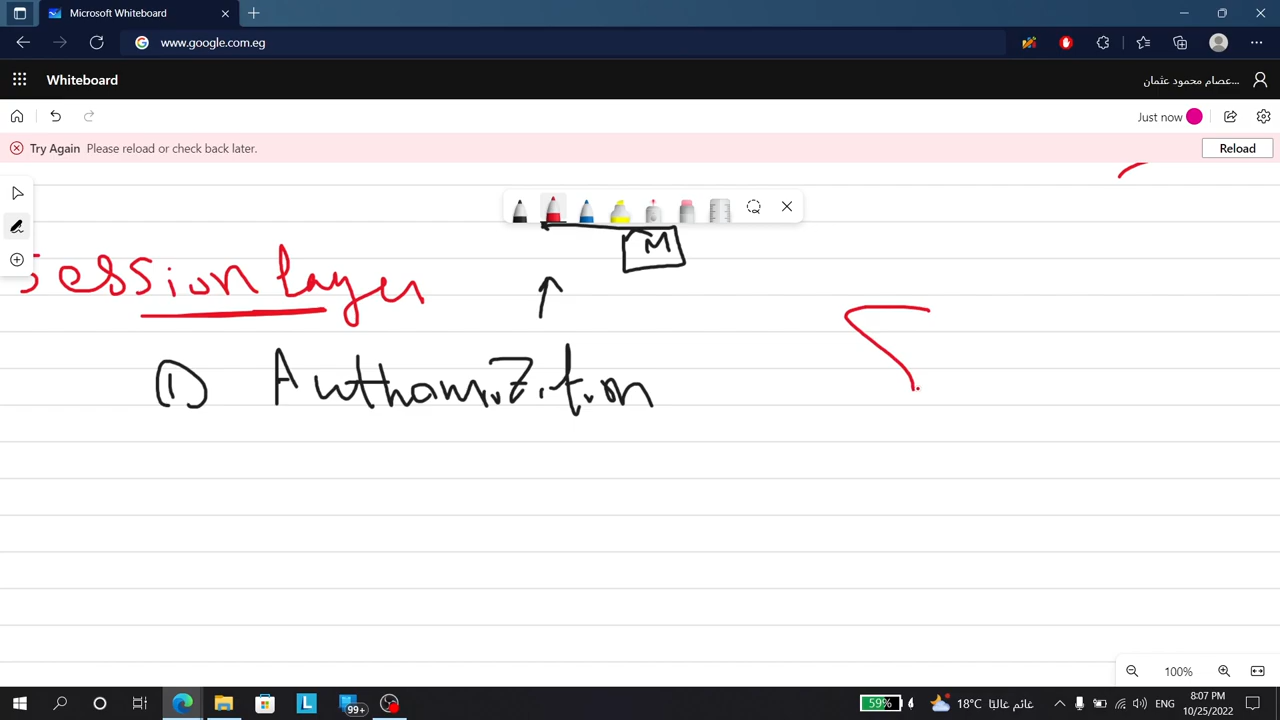 Microsoft Whiteboard
www.google.com.eg
Whiteboard
عصام محمود عثمان...
Just now
Try Again Please reload or check back later.
Reload
M
session layer
① Authorization
100%
L
99+
59%
18°C غائم غالبًا
ENG
8:07 PM
10/25/2022